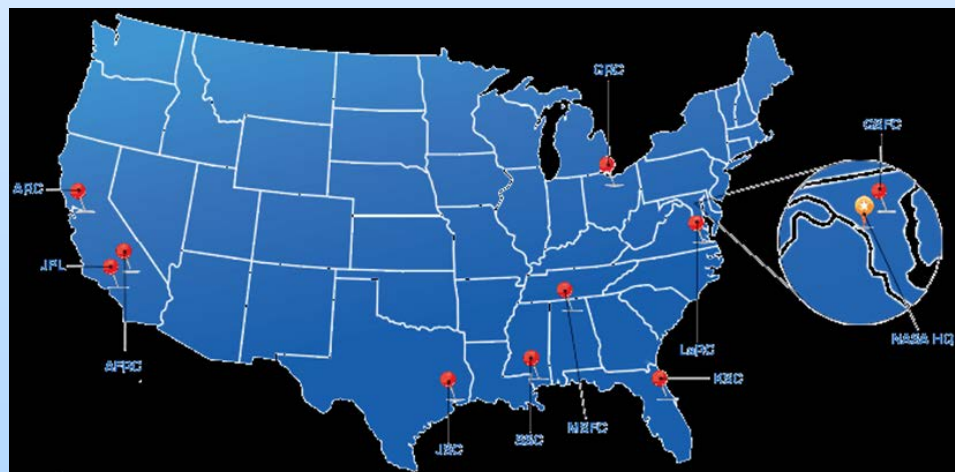 GRC
GSFC
ARC
JPL
NASA HQ
LaRC
AFRC
KSC
MSFC
SSC
JSC